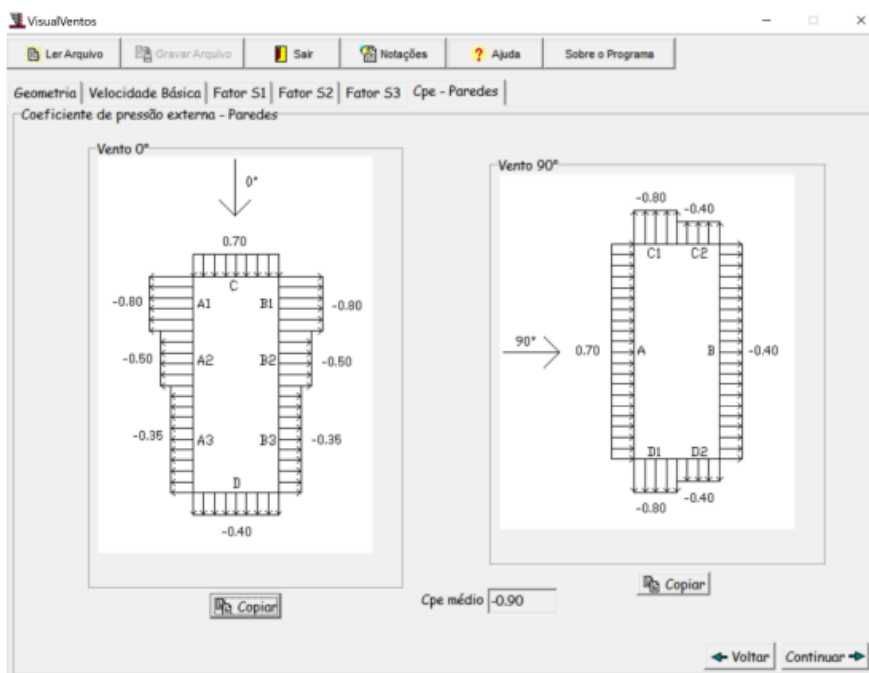 VisualVentos
Ler Arquivo Gravar Arquivo Sair Notações Ajuda Sobre o Programa
Geometria Velocidade Básica Fator S1 Fator S2 Fator S3 Cpe - Paredes
Coeficiente de pressão externa - Paredes
Vento 0°
0°
0.70
C
-0.80 A1 B1 -0.80
-0.50 A2 B2 -0.50
-0.35 A3 B3 -0.35
D
-0.40
Copiar
Vento 90°
-0.80 -0.40
C1 C2
90° 0.70 A B -0.40
D1 D2
-0.80 -0.40
Copiar
Cpe médio -0.90
Voltar Continuar